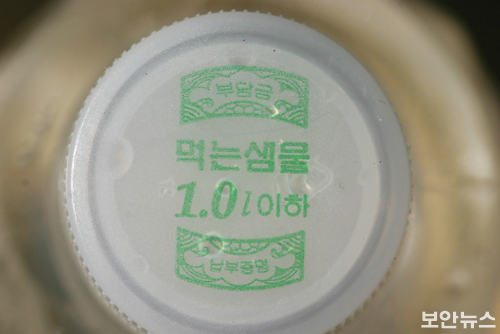 부담금
먹는샘물
1.0l이하
납부증명
보안뉴스